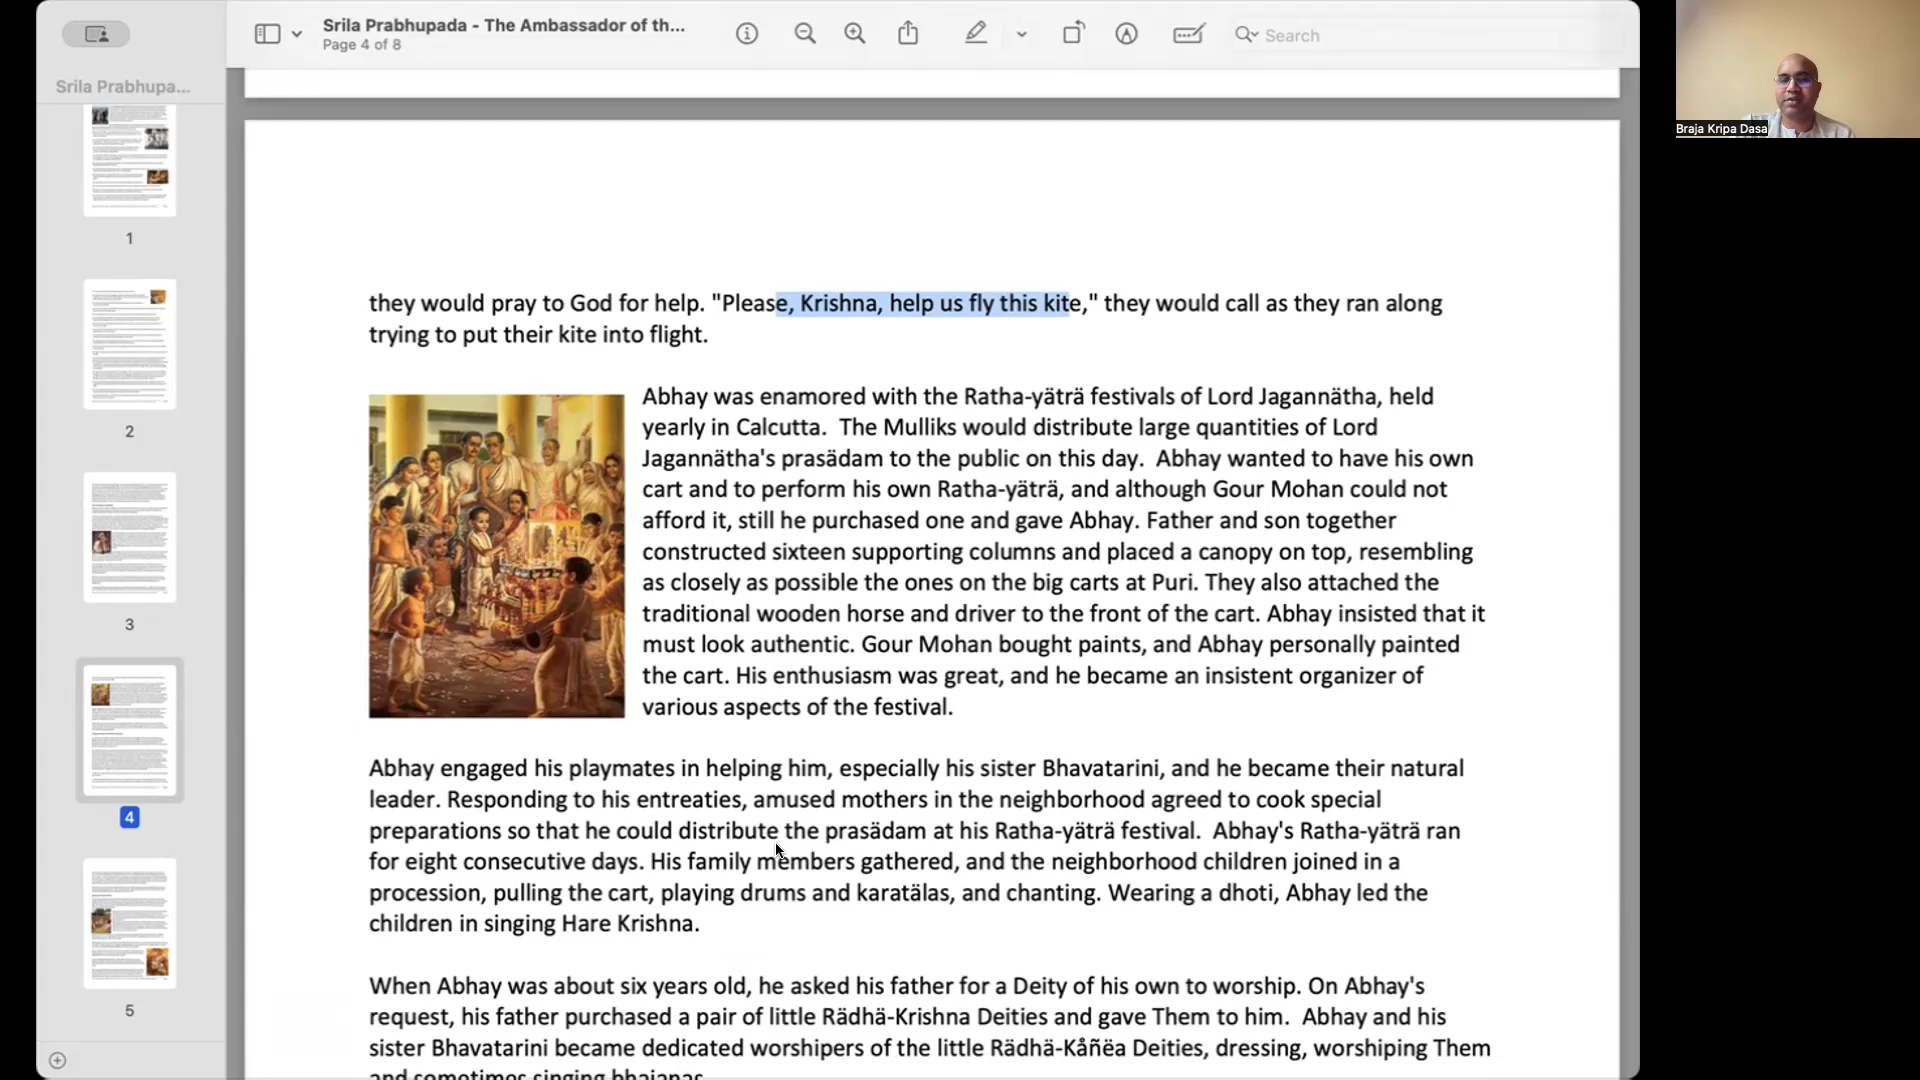 Srila Prabhupada - The Ambassador of th...
Page 4 of 8
Search
Srila Prabhupa...
1
2
3
4
5
they would pray to God for help. "Please, Krishna, help us fly this kite," they would call as they ran along
trying to put their kite into flight.
Abhay was enamored with the Ratha-yäträ festivals of Lord Jagannätha, held
yearly in Calcutta.  The Mulliks would distribute large quantities of Lord
Jagannätha's prasädam to the public on this day.  Abhay wanted to have his own
cart and to perform his own Ratha-yäträ, and although Gour Mohan could not
afford it, still he purchased one and gave Abhay. Father and son together
constructed sixteen supporting columns and placed a canopy on top, resembling
as closely as possible the ones on the big carts at Puri. They also attached the
traditional wooden horse and driver to the front of the cart. Abhay insisted that it
must look authentic. Gour Mohan bought paints, and Abhay personally painted
the cart. His enthusiasm was great, and he became an insistent organizer of
various aspects of the festival.
Abhay engaged his playmates in helping him, especially his sister Bhavatarini, and he became their natural
leader. Responding to his entreaties, amused mothers in the neighborhood agreed to cook special
preparations so that he could distribute the prasädam at his Ratha-yäträ festival.  Abhay's Ratha-yäträ ran
for eight consecutive days. His family members gathered, and the neighborhood children joined in a
procession, pulling the cart, playing drums and karatälas, and chanting. Wearing a dhoti, Abhay led the
children in singing Hare Krishna.
When Abhay was about six years old, he asked his father for a Deity of his own to worship. On Abhay's
request, his father purchased a pair of little Rädhä-Krishna Deities and gave Them to him.  Abhay and his
sister Bhavatarini became dedicated worshipers of the little Rädhä-Kåñëa Deities, dressing, worshiping Them
and sometimes singing bhajanas.
Braja Kripa Dasa